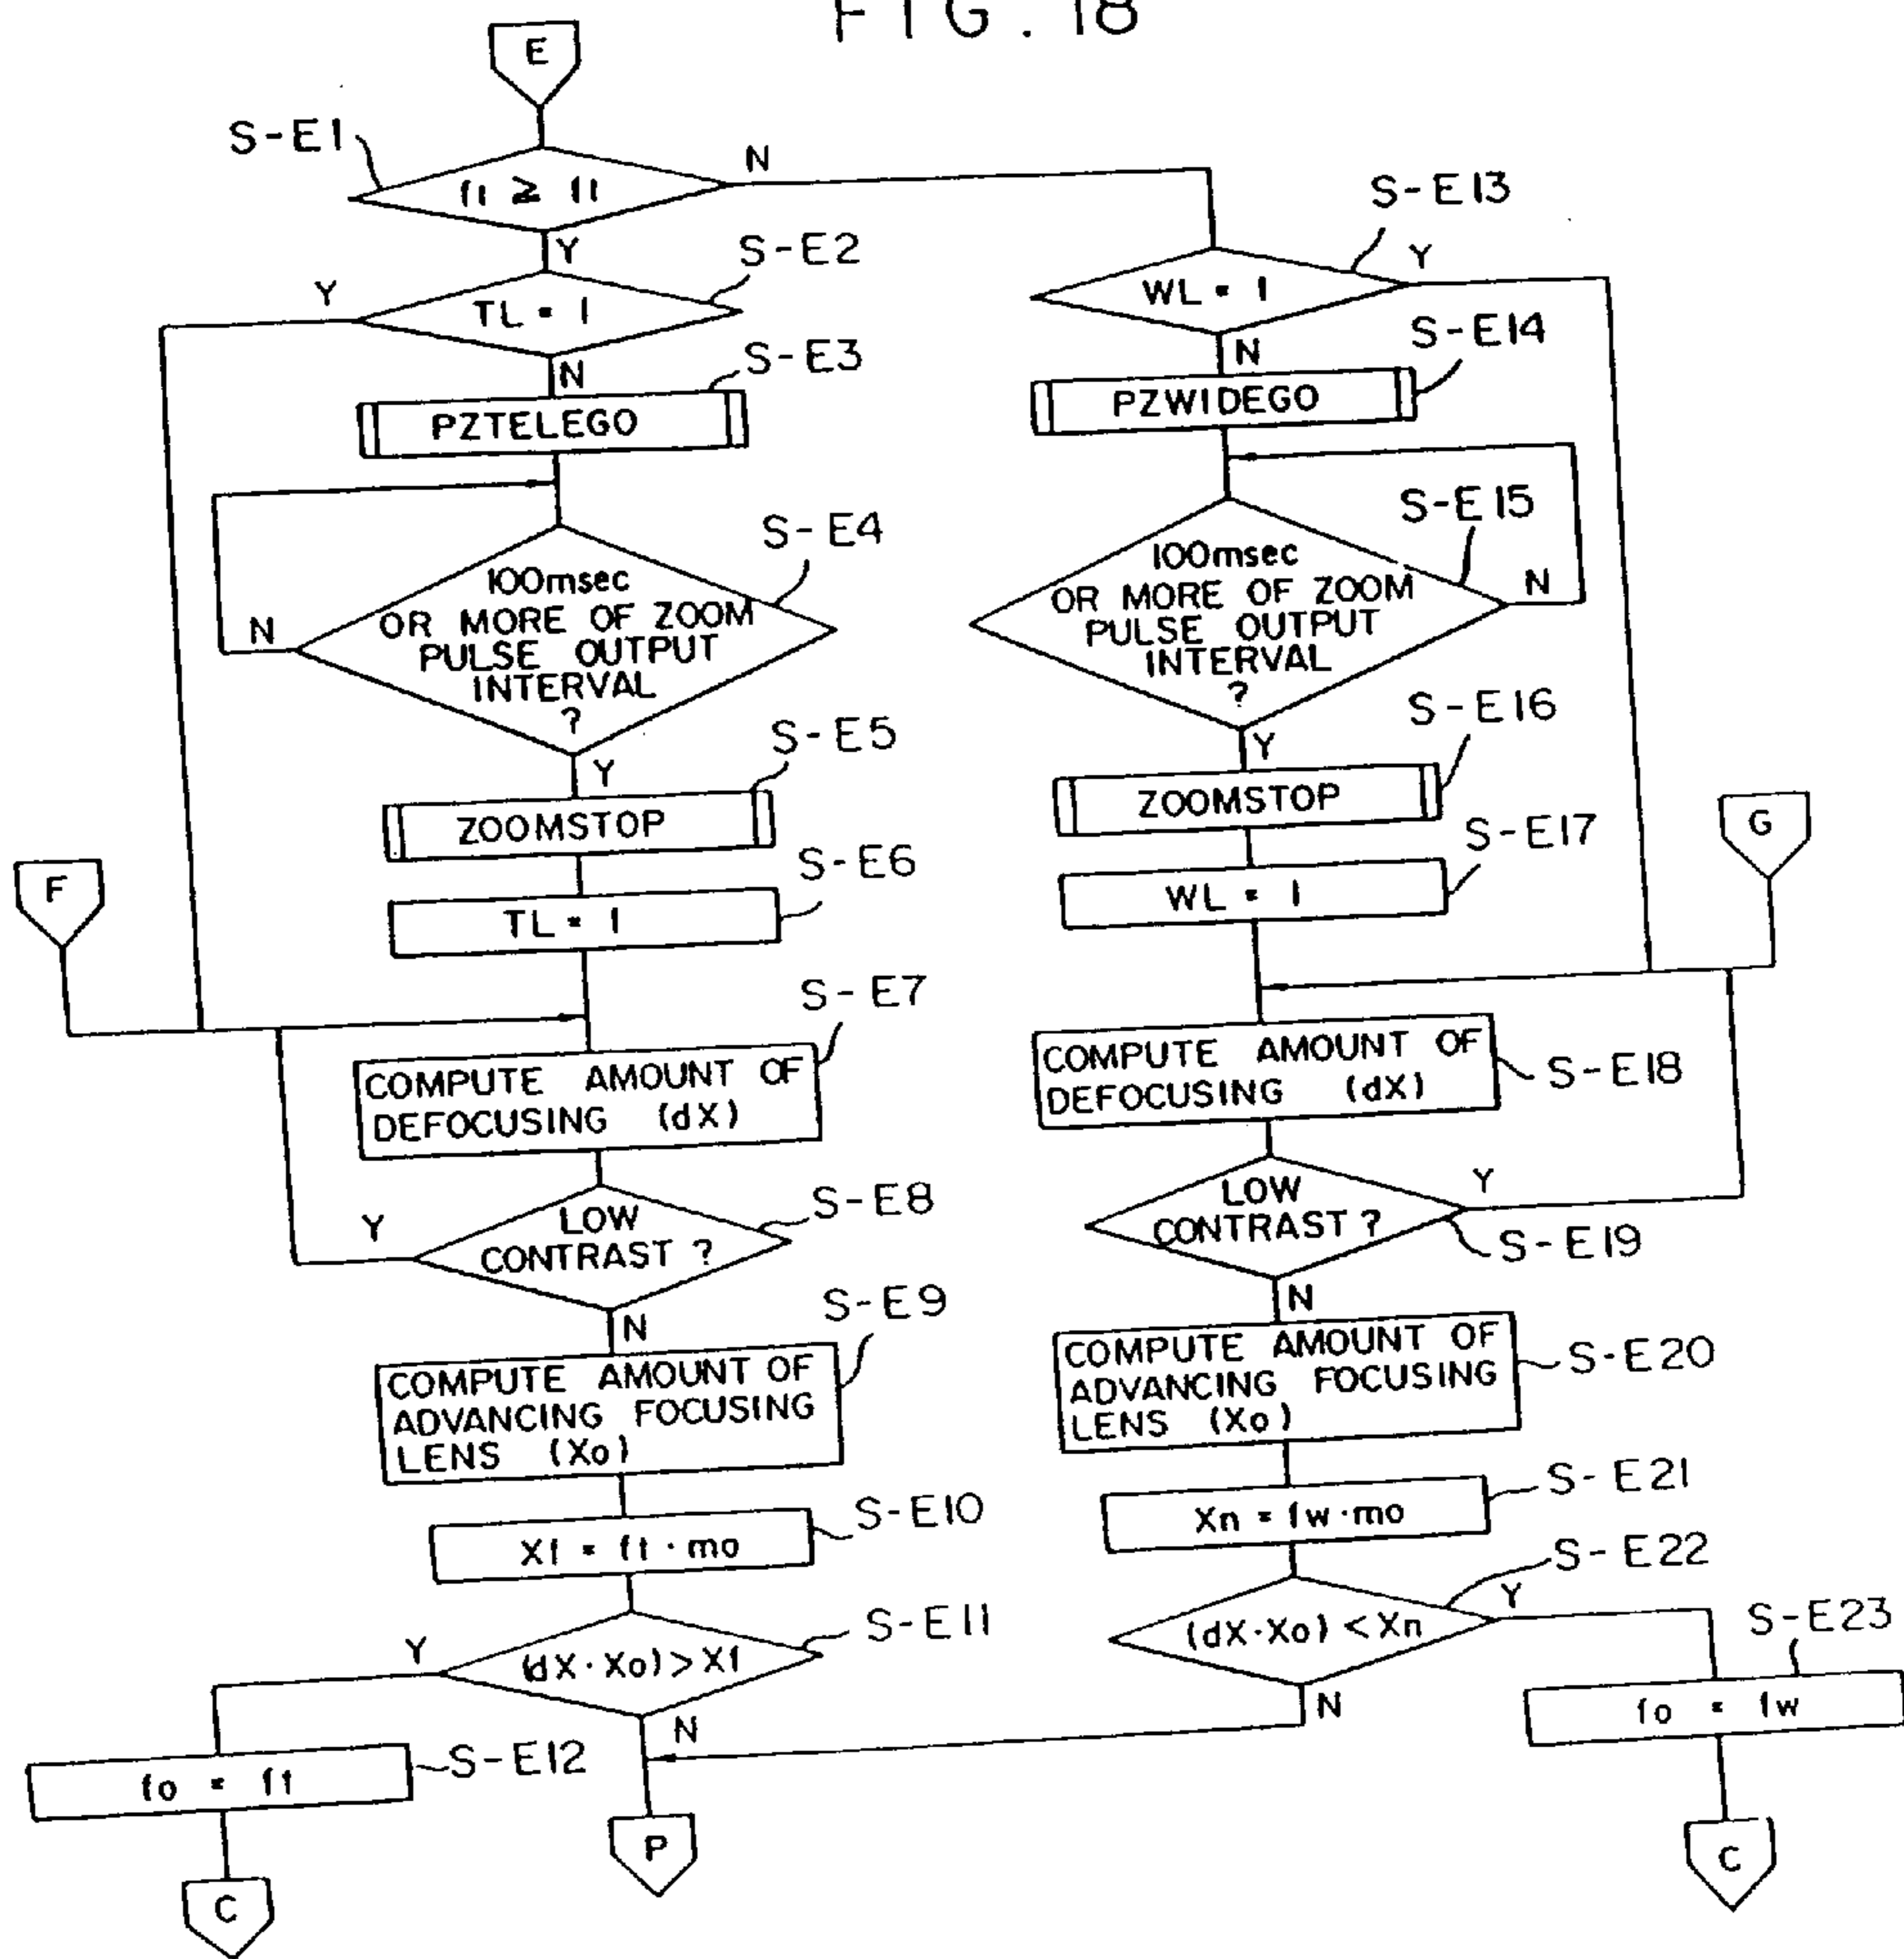 FIG. 18
E
S-E1
N
Y
S-E2
Y
TL = 1
N
S-E3
PZTELEGO
S-E4
100msec
OR MORE OF ZOOM
PULSE OUTPUT
INTERVAL
?
N
Y
S-E5
ZOOMSTOP
S-E6
TL = 1
F
S-E7
COMPUTE AMOUNT OF
DEFOCUSING (dX)
S-E8
LOW
CONTRAST ?
Y
N
S-E9
COMPUTE AMOUNT OF
ADVANCING FOCUSING
LENS (Xo)
S-E10
Xf = ft · mo
S-E11
(dX · Xo) > Xf
Y
N
S-E12
fo = ft
C
P
S-E13
WL = 1
Y
N
S-E14
PZWIDEGO
S-E15
100msec
OR MORE OF ZOOM
PULSE OUTPUT
INTERVAL
?
N
Y
S-E16
ZOOMSTOP
S-E17
WL = 1
G
S-E18
COMPUTE AMOUNT OF
DEFOCUSING (dX)
S-E19
LOW
CONTRAST ?
Y
N
S-E20
COMPUTE AMOUNT OF
ADVANCING FOCUSING
LENS (Xo)
S-E21
Xn = fw · mo
S-E22
(dX · Xo) < Xn
Y
N
S-E23
fo = fw
C